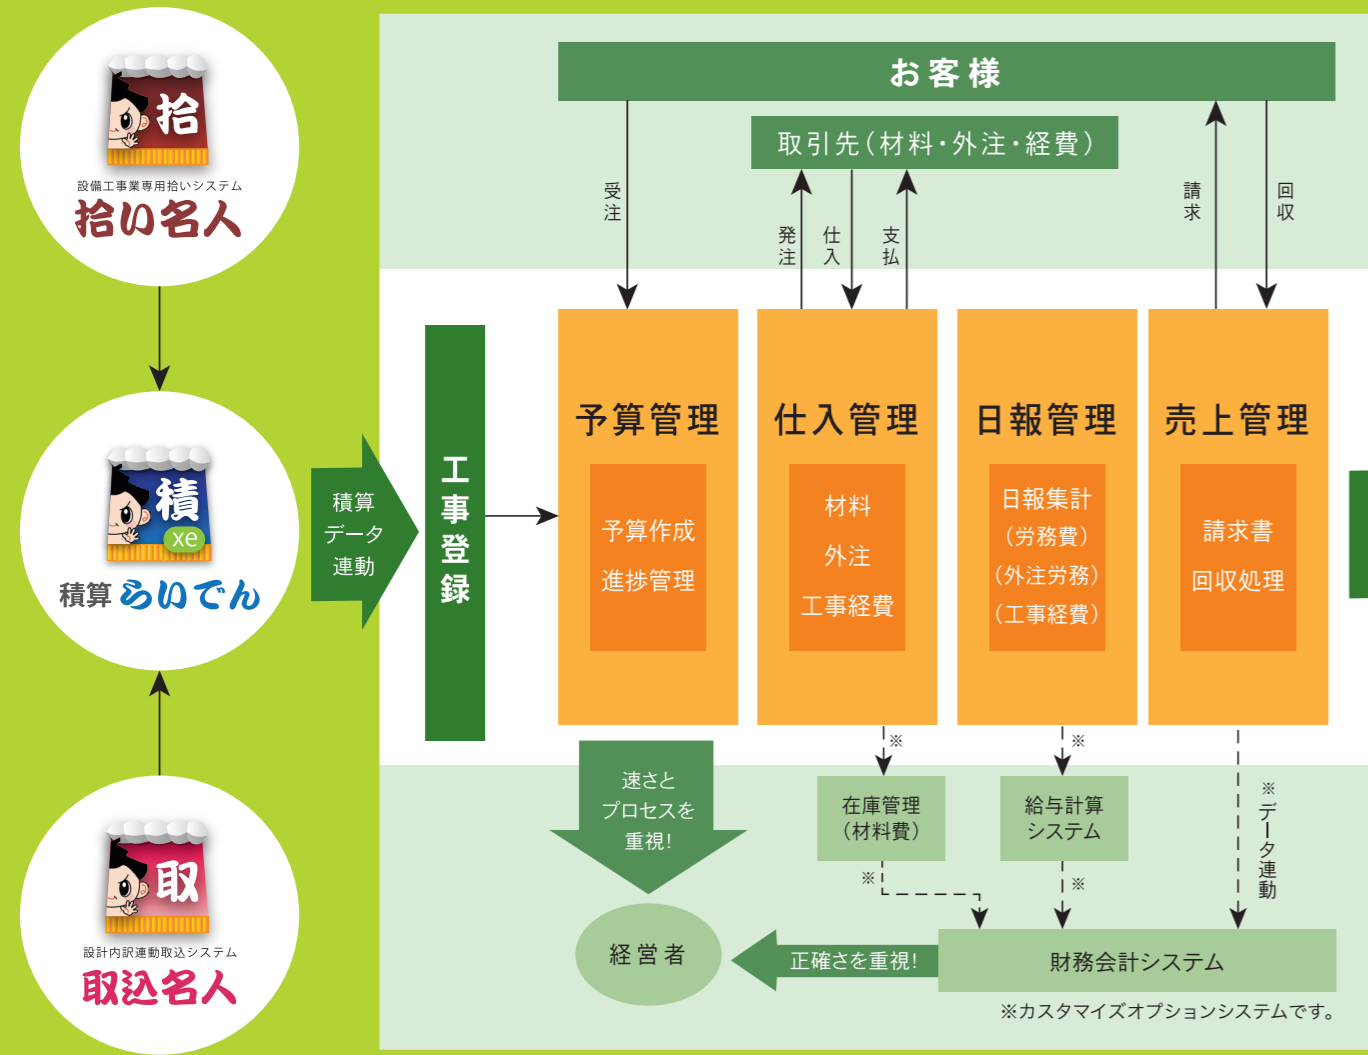 拾
設備工事業専用拾いシステム
拾い名人
積
xe
積算 らいでん
取
設計内訳連動取込システム
取込名人
積算
データ
連動
工事登録
お客様
取引先(材料・外注・経費)
受注
発注
仕入
支払
請求
回収
予算管理
予算作成
進捗管理
仕入管理
材料
外注
工事経費
日報管理
日報集計
(労務費)
(外注労務)
(工事経費)
売上管理
請求書
回収処理
速さと
プロセスを
重視!
※
在庫管理
(材料費)
※
※
給与計算
システム
※
※データ連動
経営者
正確さを重視!
財務会計システム
※カスタマイズオプションシステムです。